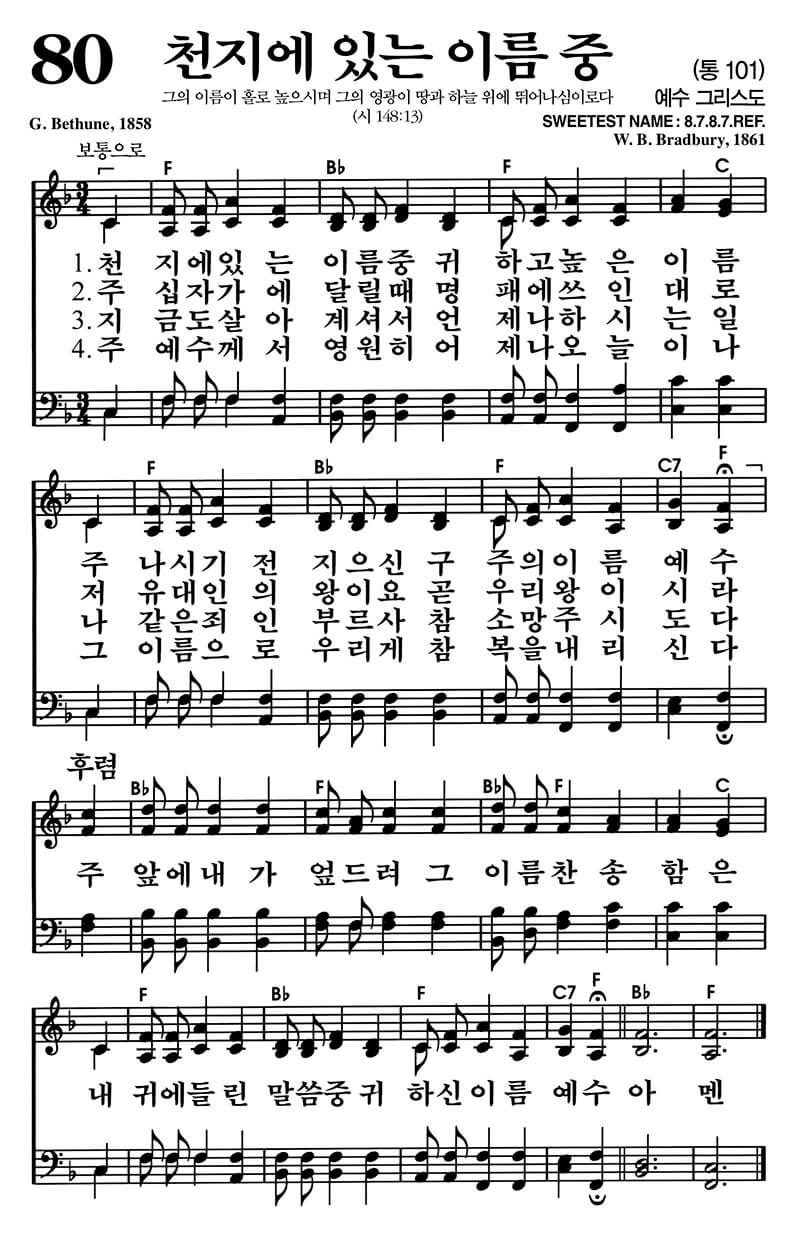 80 천지에 있는 이름 중 (통 101)
그의 이름이 홀로 높으시며 그의 영광이 땅과 하늘 위에 뛰어나심이로다 예수 그리스도
(시 148:13)
G. Bethune, 1858 SWEETEST NAME : 8.7.8.7.REF.
W. B. Bradbury, 1861
보통으로
F B♭ F C
3/4
1. 천 지에있 는 이름중 귀 하고높 은 이 름
2. 주 십자가 에 달릴때 명 패에쓰 인 대 로
3. 지 금도살 아 계셔서 언 제나하 시 는 일
4. 주 예수께 서 영원히 어 제나오 늘 이 나
3/4
F B♭ F C7 F
주 나시기 전 지으신 구 주의이 름 예 수
저 유대인 의 왕이요 곧 우리왕 이 시 라
나 같은죄 인 부르사 참 소망주 시 도 다
그 이름으 로 우리게 참 복을내 리 신 다
후렴
B♭ F B♭ F C
주 앞에내 가 엎드려 그 이름찬 송 함 은
F B♭ F C7 F B♭ F
내 귀에들 린 말씀중 귀 하신이 름 예 수 아 멘